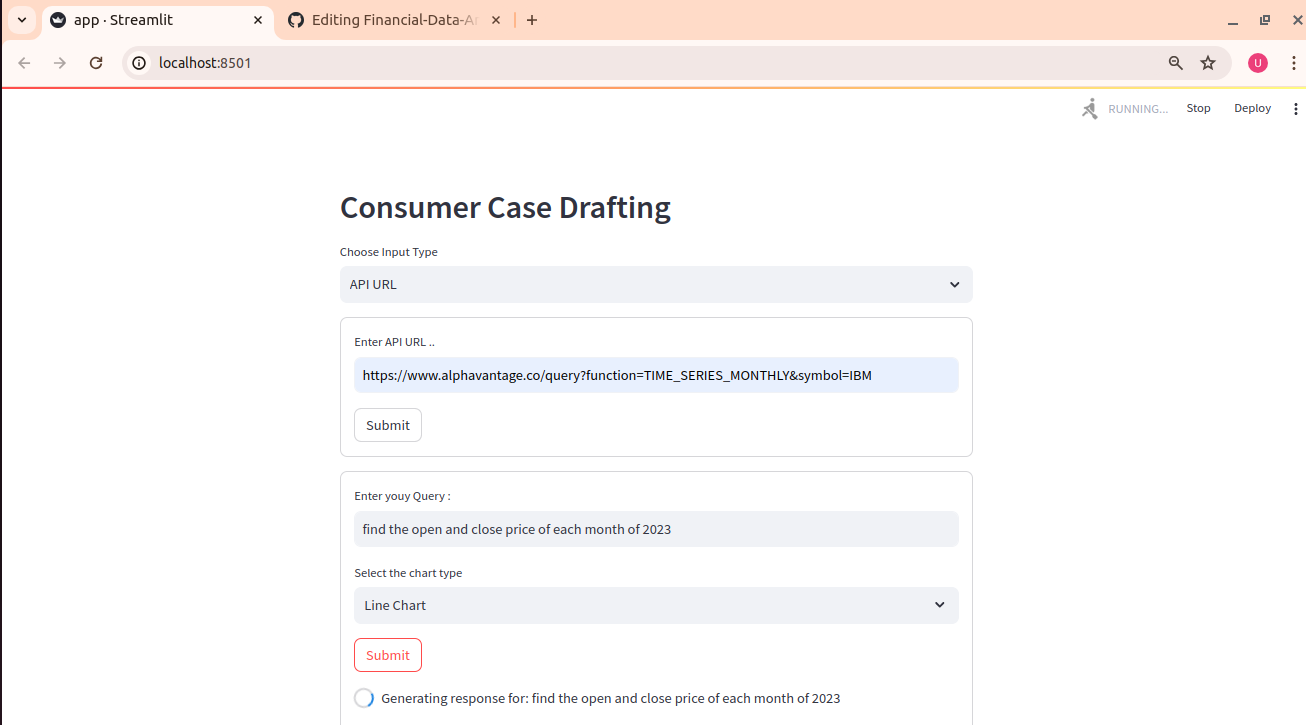 app · Streamlit
Editing Financial-Data-A
localhost:8501
U
RUNNING...
Stop
Deploy
Consumer Case Drafting
Choose Input Type
API URL
Enter API URL ..
https://www.alphavantage.co/query?function=TIME_SERIES_MONTHLY&symbol=IBM
Submit
Enter youy Query :
find the open and close price of each month of 2023
Select the chart type
Line Chart
Submit
Generating response for: find the open and close price of each month of 2023